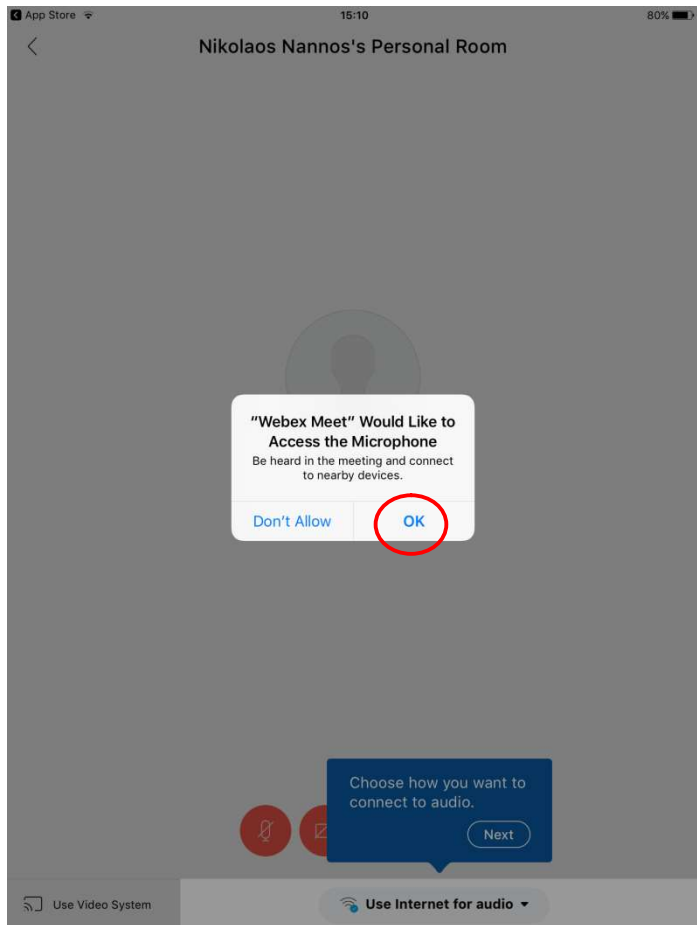 App Store
15:10
80%
Nikolaos Nannos's Personal Room
“Webex Meet” Would Like to
Access the Microphone
Be heard in the meeting and connect
to nearby devices.
Don’t Allow
OK
Choose how you want to
connect to audio.
Next
Use Video System
Use Internet for audio